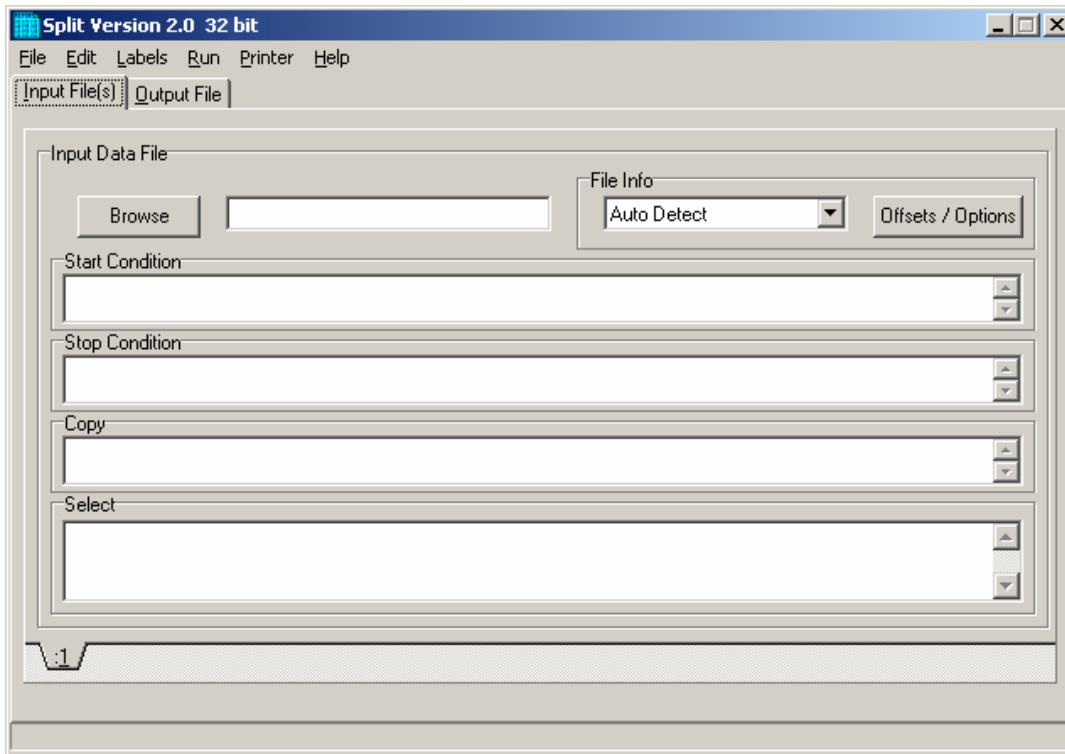 Split Version 2.0 32 bit
File Edit Labels Run Printer Help
Input File(s) Output File
Input Data File
File Info
Browse Auto Detect Offsets / Options
Start Condition
Stop Condition
Copy
Select
:1